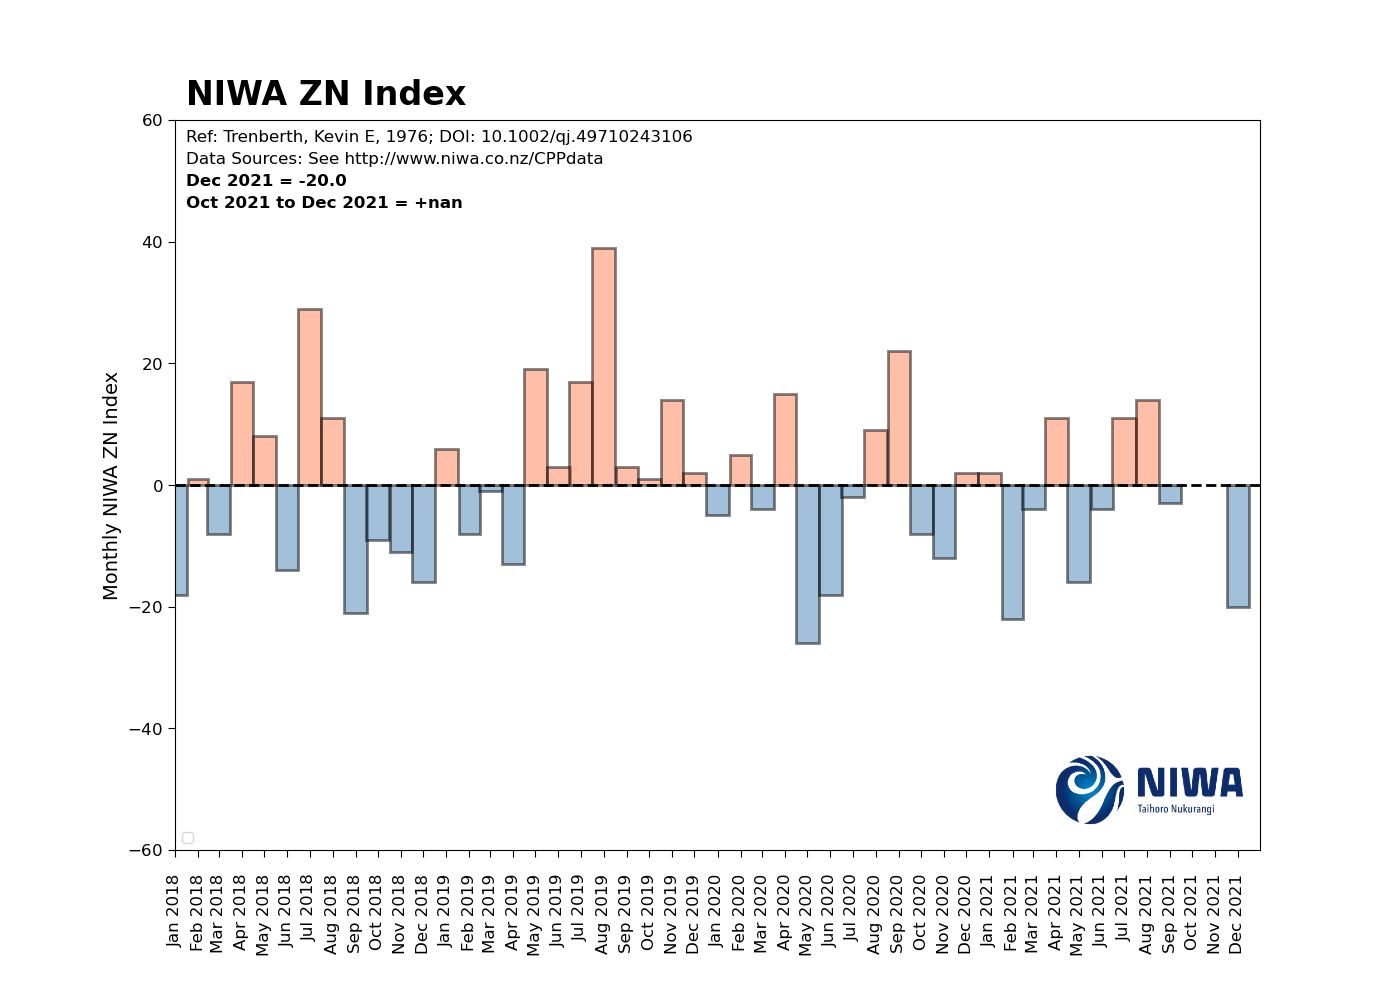 NIWA ZN Index
Ref: Trenberth, Kevin E, 1976; DOI: 10.1002/qj.49710243106
Data Sources: See http://www.niwa.co.nz/CPPdata
Dec 2021 = -20.0
Oct 2021 to Dec 2021 = +nan
Monthly NIWA ZN Index
60
40
20
0
−20
−40
−60
NIWA
Taihoro Nukurangi
Jan 2018
Feb 2018
Mar 2018
Apr 2018
May 2018
Jun 2018
Jul 2018
Aug 2018
Sep 2018
Oct 2018
Nov 2018
Dec 2018
Jan 2019
Feb 2019
Mar 2019
Apr 2019
May 2019
Jun 2019
Jul 2019
Aug 2019
Sep 2019
Oct 2019
Nov 2019
Dec 2019
Jan 2020
Feb 2020
Mar 2020
Apr 2020
May 2020
Jun 2020
Jul 2020
Aug 2020
Sep 2020
Oct 2020
Nov 2020
Dec 2020
Jan 2021
Feb 2021
Mar 2021
Apr 2021
May 2021
Jun 2021
Jul 2021
Aug 2021
Sep 2021
Oct 2021
Nov 2021
Dec 2021